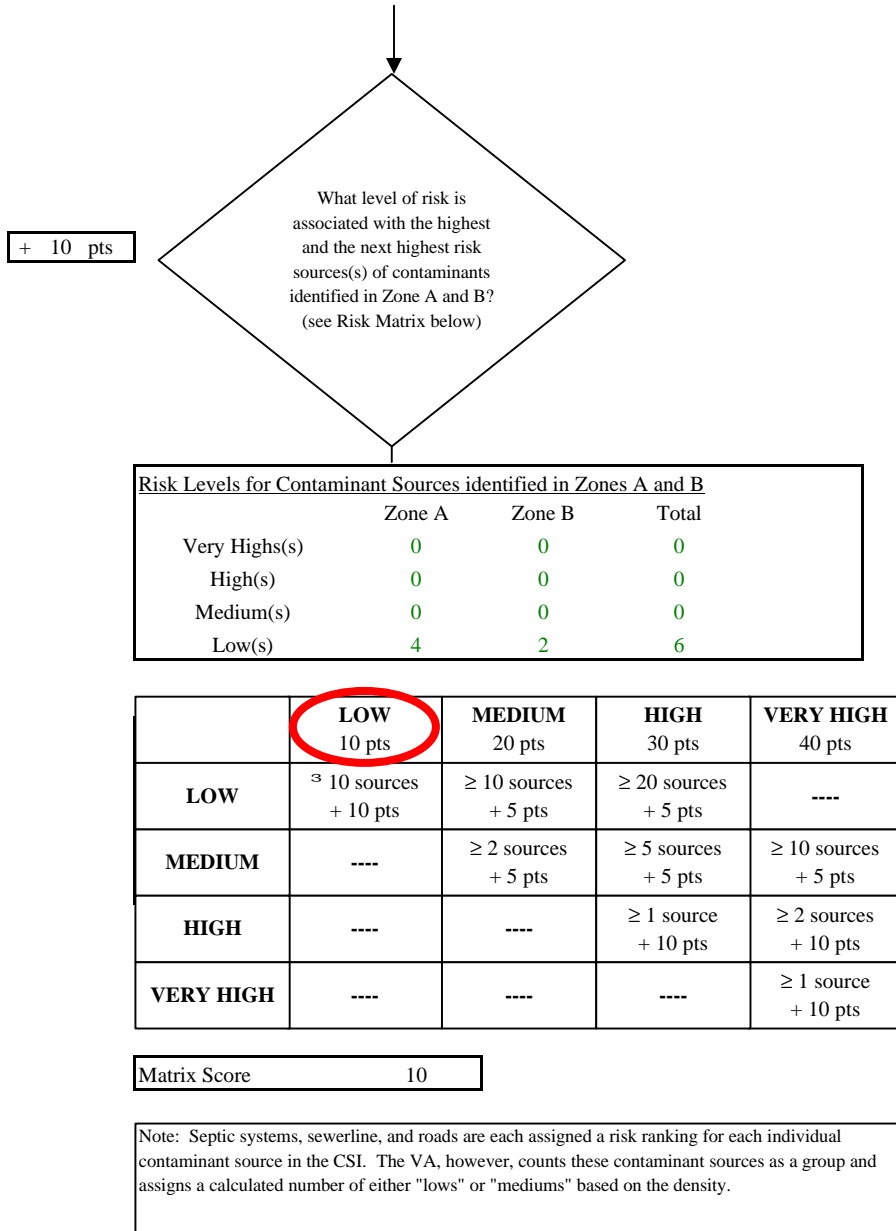 What level of risk is
associated with the highest
and the next highest risk
sources(s) of contaminants
identified in Zone A and B?
(see Risk Matrix below)
+ 10 pts
Risk Levels for Contaminant Sources identified in Zones A and B
Zone A Zone B Total
Very Highs(s) 0 0 0
High(s) 0 0 0
Medium(s) 0 0 0
Low(s) 4 2 6
LOW MEDIUM HIGH VERY HIGH
10 pts 20 pts 30 pts 40 pts
LOW ³ 10 sources ≥ 10 sources ≥ 20 sources ----
+ 10 pts + 5 pts + 5 pts
MEDIUM ---- ≥ 2 sources ≥ 5 sources ≥ 10 sources
+ 5 pts + 5 pts + 5 pts
HIGH ---- ---- ≥ 1 source ≥ 2 sources
+ 10 pts + 10 pts
VERY HIGH ---- ---- ---- ≥ 1 source
+ 10 pts
Matrix Score 10
Note: Septic systems, sewerline, and roads are each assigned a risk ranking for each individual
contaminant source in the CSI. The VA, however, counts these contaminant sources as a group and
assigns a calculated number of either "lows" or "mediums" based on the density.